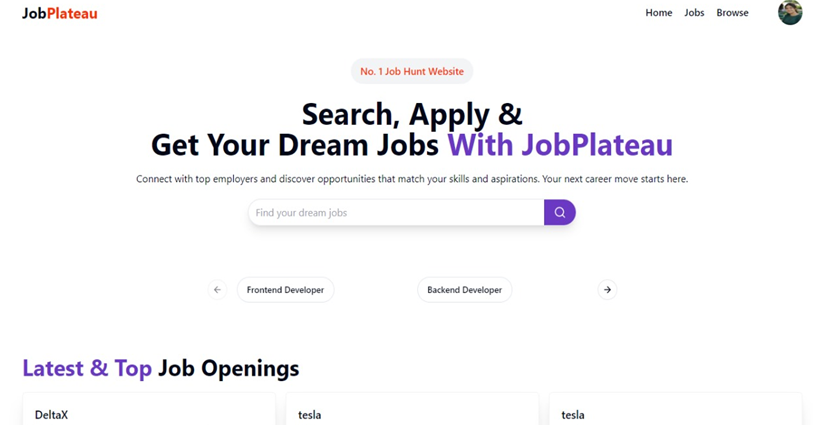 JobPlateau Home Jobs Browse
No. 1 Job Hunt Website
Search, Apply &
Get Your Dream Jobs With JobPlateau
Connect with top employers and discover opportunities that match your skills and aspirations. Your next career move starts here.
Find your dream jobs
Frontend Developer Backend Developer
Latest & Top Job Openings
DeltaX tesla tesla